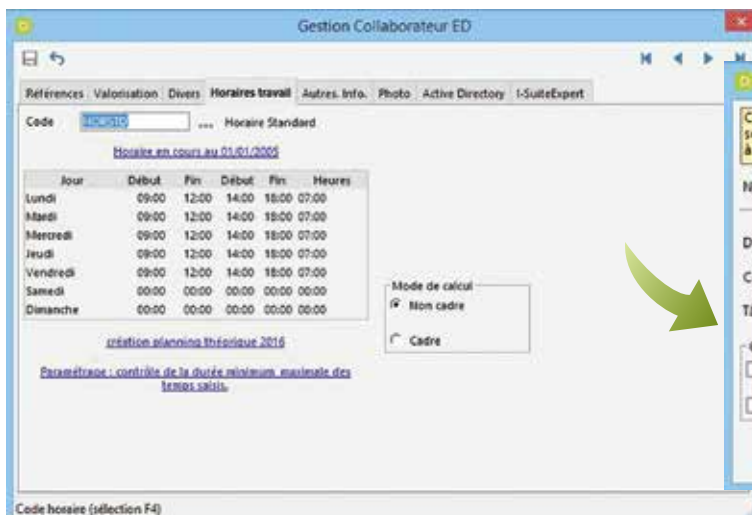 Gestion Collaborateur ED
Références Valorisation Divers Horaires travail Autres. Info. Photo Active Directory I-SuiteExpert
Code HORSTD ... Horaire Standard
Horaire en cours au 01/01/2005
Jour Début Fin Début Fin Heures
Lundi 09:00 12:00 14:00 18:00 07:00
Mardi 09:00 12:00 14:00 18:00 07:00
Mercredi 09:00 12:00 14:00 18:00 07:00
Jeudi 09:00 12:00 14:00 18:00 07:00
Vendredi 09:00 12:00 14:00 18:00 07:00
Samedi 00:00 00:00 00:00 00:00 00:00
Dimanche 00:00 00:00 00:00 00:00 00:00
Mode de calcul
Non cadre
Cadre
création planning théorique 2016
Paramétrage : contrôle de la durée minimum, maximale des
temps saisis.
Code horaire (sélection F4)